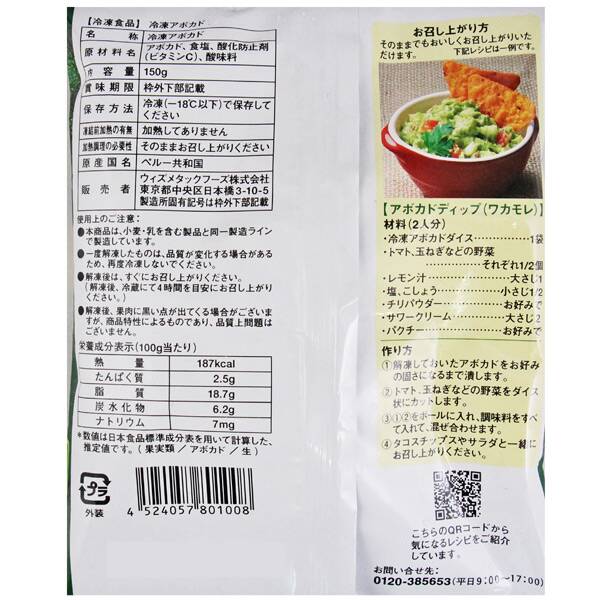 【冷凍食品】 冷凍アボカド
名称 冷凍アボカド
原材料名 アボカド、食塩、酸化防止剤
(ビタミンC)、酸味料
内容量 150g
賞味期限 枠外下部記載
保存方法 冷凍(−18℃以下)で保存して
ください
凍結前加熱の有無 加熱してありません
加熱調理の必要性 そのままお召し上がりください
原産国名 ペルー共和国
販売者 ウィズメタックフーズ株式会社
東京都中央区日本橋3-10-5
製造所固有記号は枠外下部記載
使用上のご注意：
●本商品は、小麦・乳を含む製品と同一製造ライン
で製造しています。
●一度解凍したものは、品質が変化する場合がある
ため、再度冷凍しないでください。
●解凍後は、すぐにお召し上がりください。
(解凍後、冷蔵にて4時間を目安にお召し上がり
ください。)
●解凍後、果肉に黒い点が出てくる場合がございま
すが、商品特性によるものであり、品質上問題は
ございません。
栄養成分表示(100g当たり)
熱量 187kcal
たんぱく質 2.5g
脂質 18.7g
炭水化物 6.2g
ナトリウム 7mg
＊数値は日本食品標準成分表を用いて計算した、
推定値です。(果実類／アボカド／生)
プラ
外装
4 524057 801008
お召し上がり方
そのままでもおいしくお召し上がりいた
だけます。 下記レシピは一例です。
【アボカドディップ(ワカモレ)】
材料(2人分)
・冷凍アボカドダイス…………1袋
・トマト、玉ねぎなどの野菜
それぞれ1/2個
・レモン汁…………大さじ1
・塩、こしょう…………小さじ1/2
・チリパウダー…………お好みで
・サワークリーム…………大さじ2
・パクチー…………お好みで
作り方
①解凍しておいたアボカドをお好み
の固さになるまで潰します。
②トマト、玉ねぎなどの野菜をダイス
状にカットします。
③①②をボールに入れ、調味料をすべ
て入れて、混ぜ合わせます。
④タコスチップスやサラダと一緒に
お召し上がりください。
こちらのQRコードから
気になるレシピをご紹介
しています。
お問い合せ先：
0120-385653(平日9:00〜17:00)